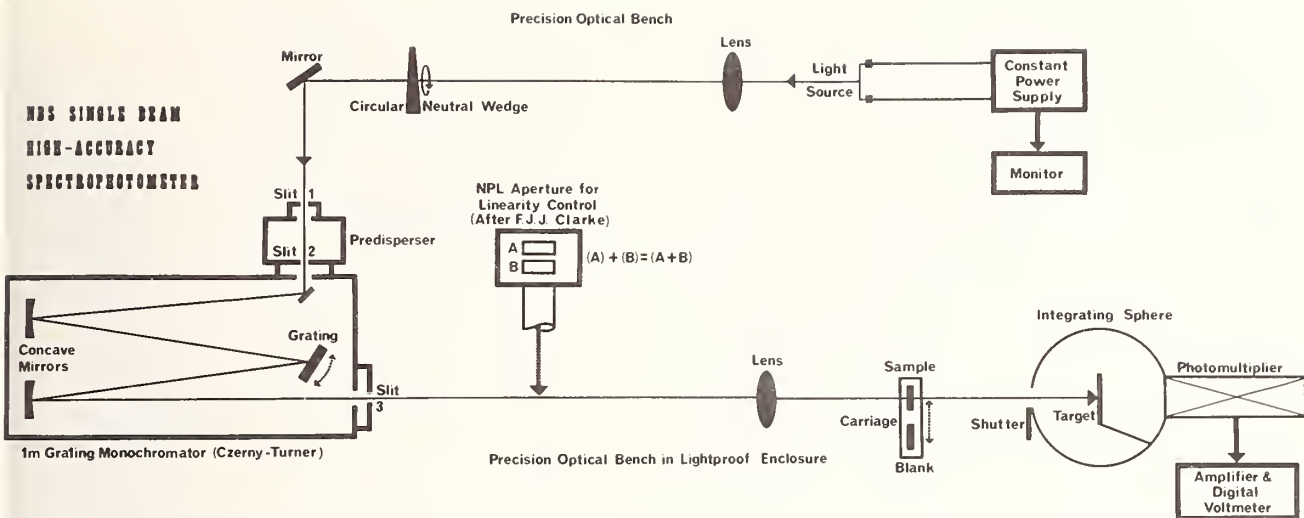 Precision Optical Bench
Mirror
Lens
Light
Source
Constant
Power
Supply
Circular Neutral Wedge
Monitor
NBS SINGLE BEAM
HIGH-ACCURACY
SPECTROPHOTOMETER
Slit 1
Predisperser
Slit 2
NPL Aperture for
Linearity Control
(After F.J.J. Clarke)
A
B
(A) + (B) = (A+B)
Concave
Mirrors
Grating
Slit
3
Lens
Sample
Carriage
Blank
Integrating Sphere
Photomultiplier
Shutter
Target
1m Grating Monochromator (Czerny-Turner)
Precision Optical Bench in Lightproof Enclosure
Amplifier &
Digital
Voltmeter